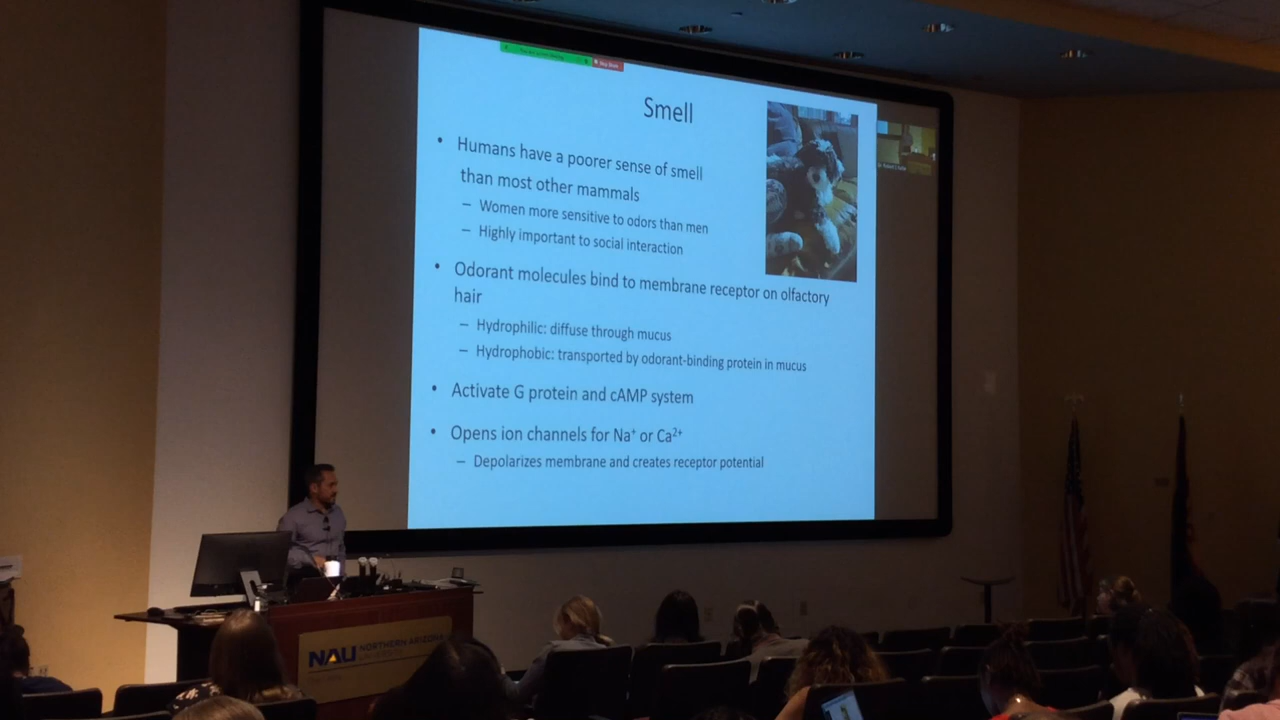 Smell
• Humans have a poorer sense of smell
than most other mammals
– Women more sensitive to odors than men
– Highly important to social interaction
• Odorant molecules bind to membrane receptor on olfactory
hair
– Hydrophilic: diffuse through mucus
– Hydrophobic: transported by odorant-binding protein in mucus
• Activate G protein and cAMP system
• Opens ion channels for Na⁺ or Ca²⁺
– Depolarizes membrane and creates receptor potential
NAU NORTHERN ARIZONA
UNIVERSITY